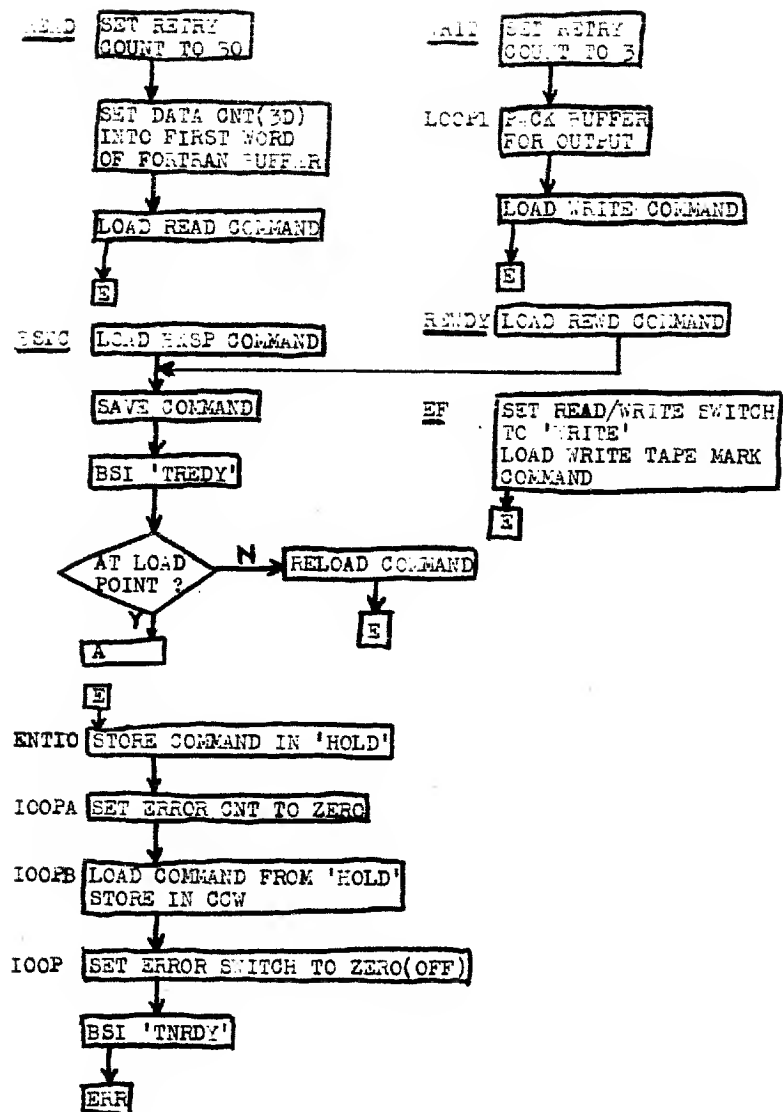 READ
SET RETRY
COUNT TO 30
SET DATA CNT(3D)
INTO FIRST WORD
OF FORTRAN BUFFER
LOAD READ COMMAND
E
SET RETRY
COUNT TO 3
LOOP1
PACK BUFFER
FOR OUTPUT
LOAD WRITE COMMAND
E
BSPC
LOAD BKSP COMMAND
REWDY
LOAD REWD COMMAND
SAVE COMMAND
BSI 'TREDY'
AT LOAD
POINT ?
N
RELOAD COMMAND
E
Y
A
EF
SET READ/WRITE SWITCH
TO 'WRITE'
LOAD WRITE TAPE MARK
COMMAND
E
E
ENTIO
STORE COMMAND IN 'HOLD'
IOOPA
SET ERROR CNT TO ZERO
IOOPB
LOAD COMMAND FROM 'HOLD'
STORE IN CCW
IOOP
SET ERROR SWITCH TO ZERO(OFF)
BSI 'TNRDY'
ERR